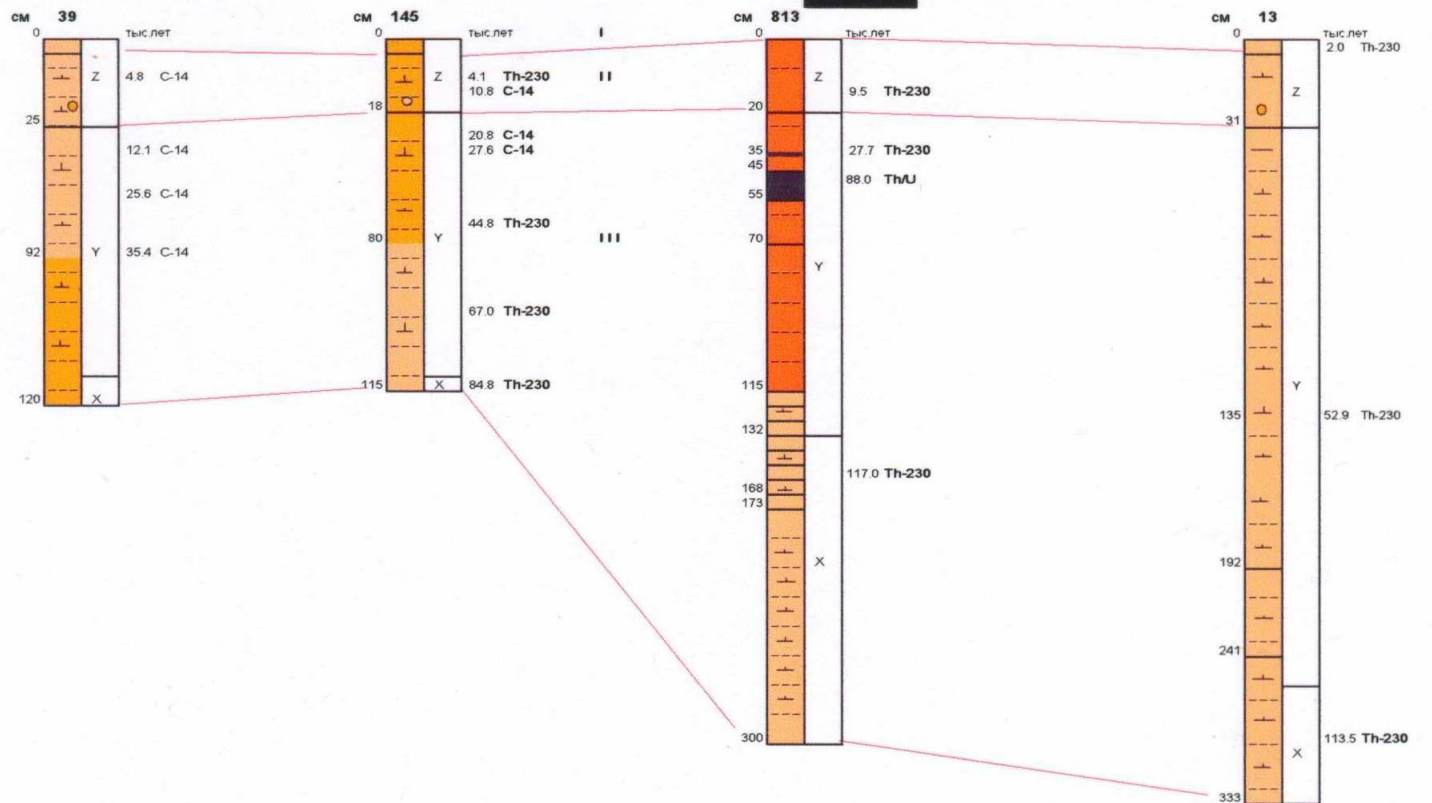 см 39
0 тыс.лет
Z 4.8 C-14
25
12.1 C-14
25.6 C-14
92 Y 35.4 C-14
120 X
см 145
0 тыс.лет
Z 4.1 Th-230
10.8 C-14
18
20.8 C-14
27.6 C-14
44.8 Th-230
80 Y
67.0 Th-230
115 X 84.8 Th-230
I
II
III
см 813
0 тыс.лет
Z
9.5 Th-230
20
35 27.7 Th-230
45
88.0 Th/U
55
70
Y
115
132
117.0 Th-230
168
173
X
300
см 13
0 тыс.лет
2.0 Th-230
Z
31
Y
135 52.9 Th-230
192
241
113.5 Th-230
X
333